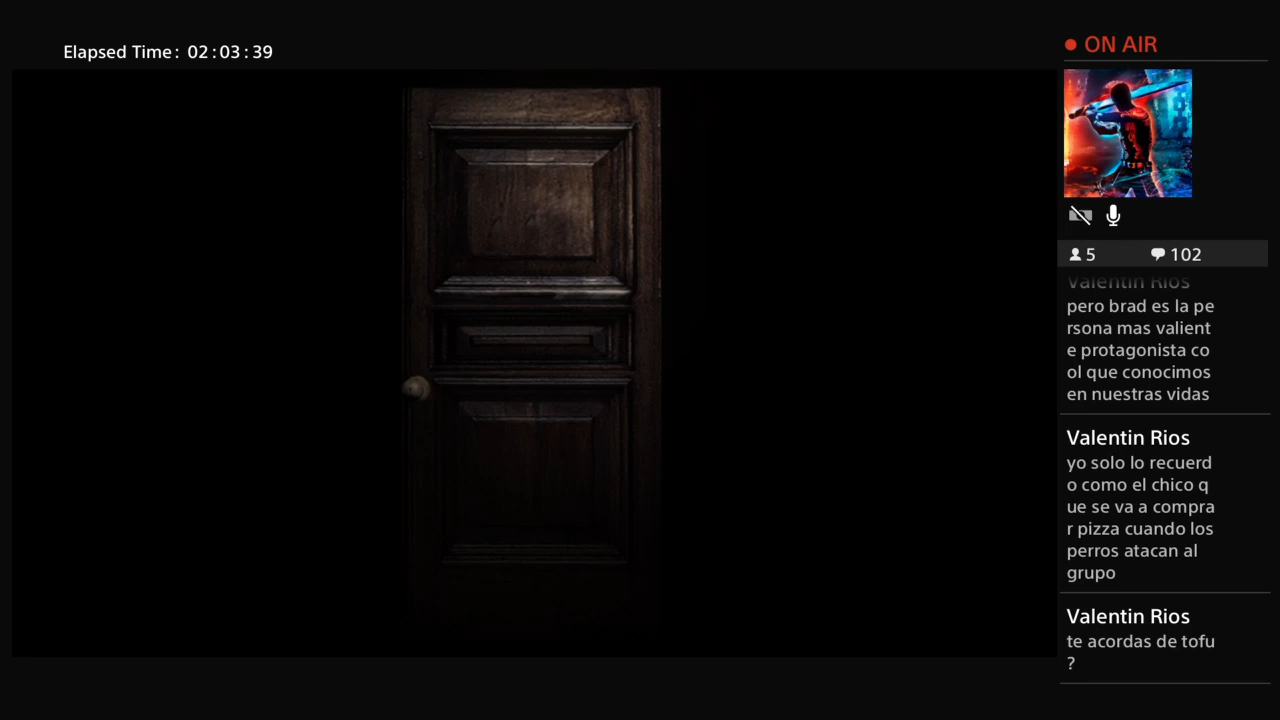 Elapsed Time: 02:03:39
ON AIR
5 102
Valentin Rios
pero brad es la pe
rsona mas valient
e protagonista co
ol que conocimos
en nuestras vidas
Valentin Rios
yo solo lo recuerd
o como el chico q
ue se va a compra
r pizza cuando los
perros atacan al
grupo
Valentin Rios
te acordas de tofu
?